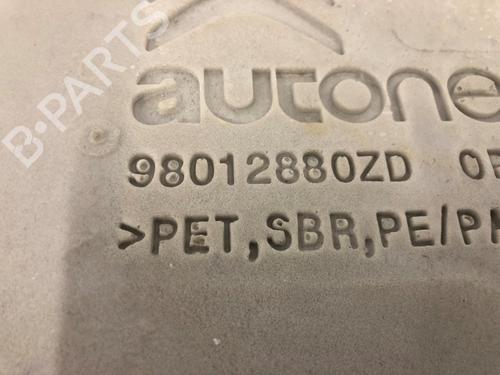 B-PARTS
autone
98012880ZD
>PET,SBR,PE/